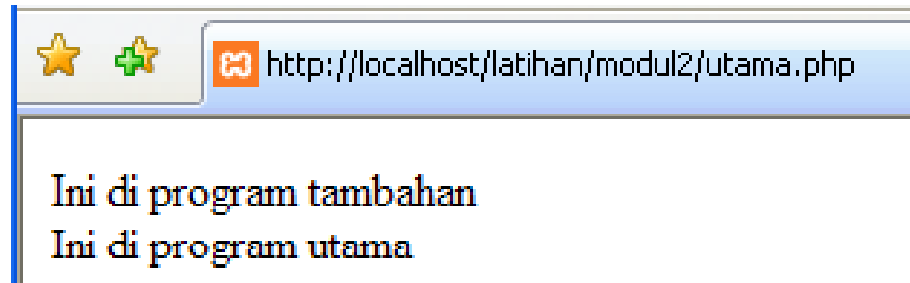 http://localhost/latihan/modul2/utama.php
Ini di program tambahan
Ini di program utama